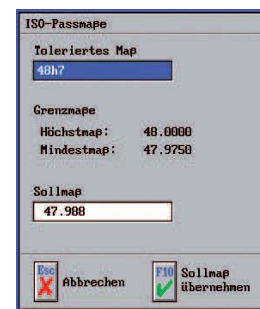 ISO-Passmaße
Toleriertes Maß
48h7
Grenzmaße
Höchstmaß: 48.0000
Mindestmaß: 47.9750
Sollmaß
47.988
Esc Abbrechen
F10 Sollmaß übernehmen